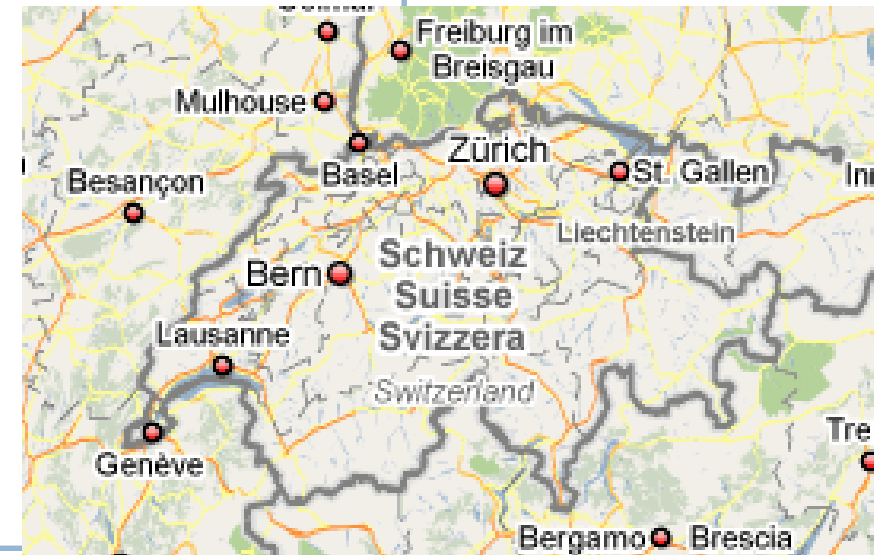 Freiburg im
Breisgau
Mulhouse
Zürich
Basel
St. Gallen
Besançon
Liechtenstein
Schweiz
Suisse
Svizzera
Bern
Lausanne
Switzerland
Genève
Bergamo
Brescia